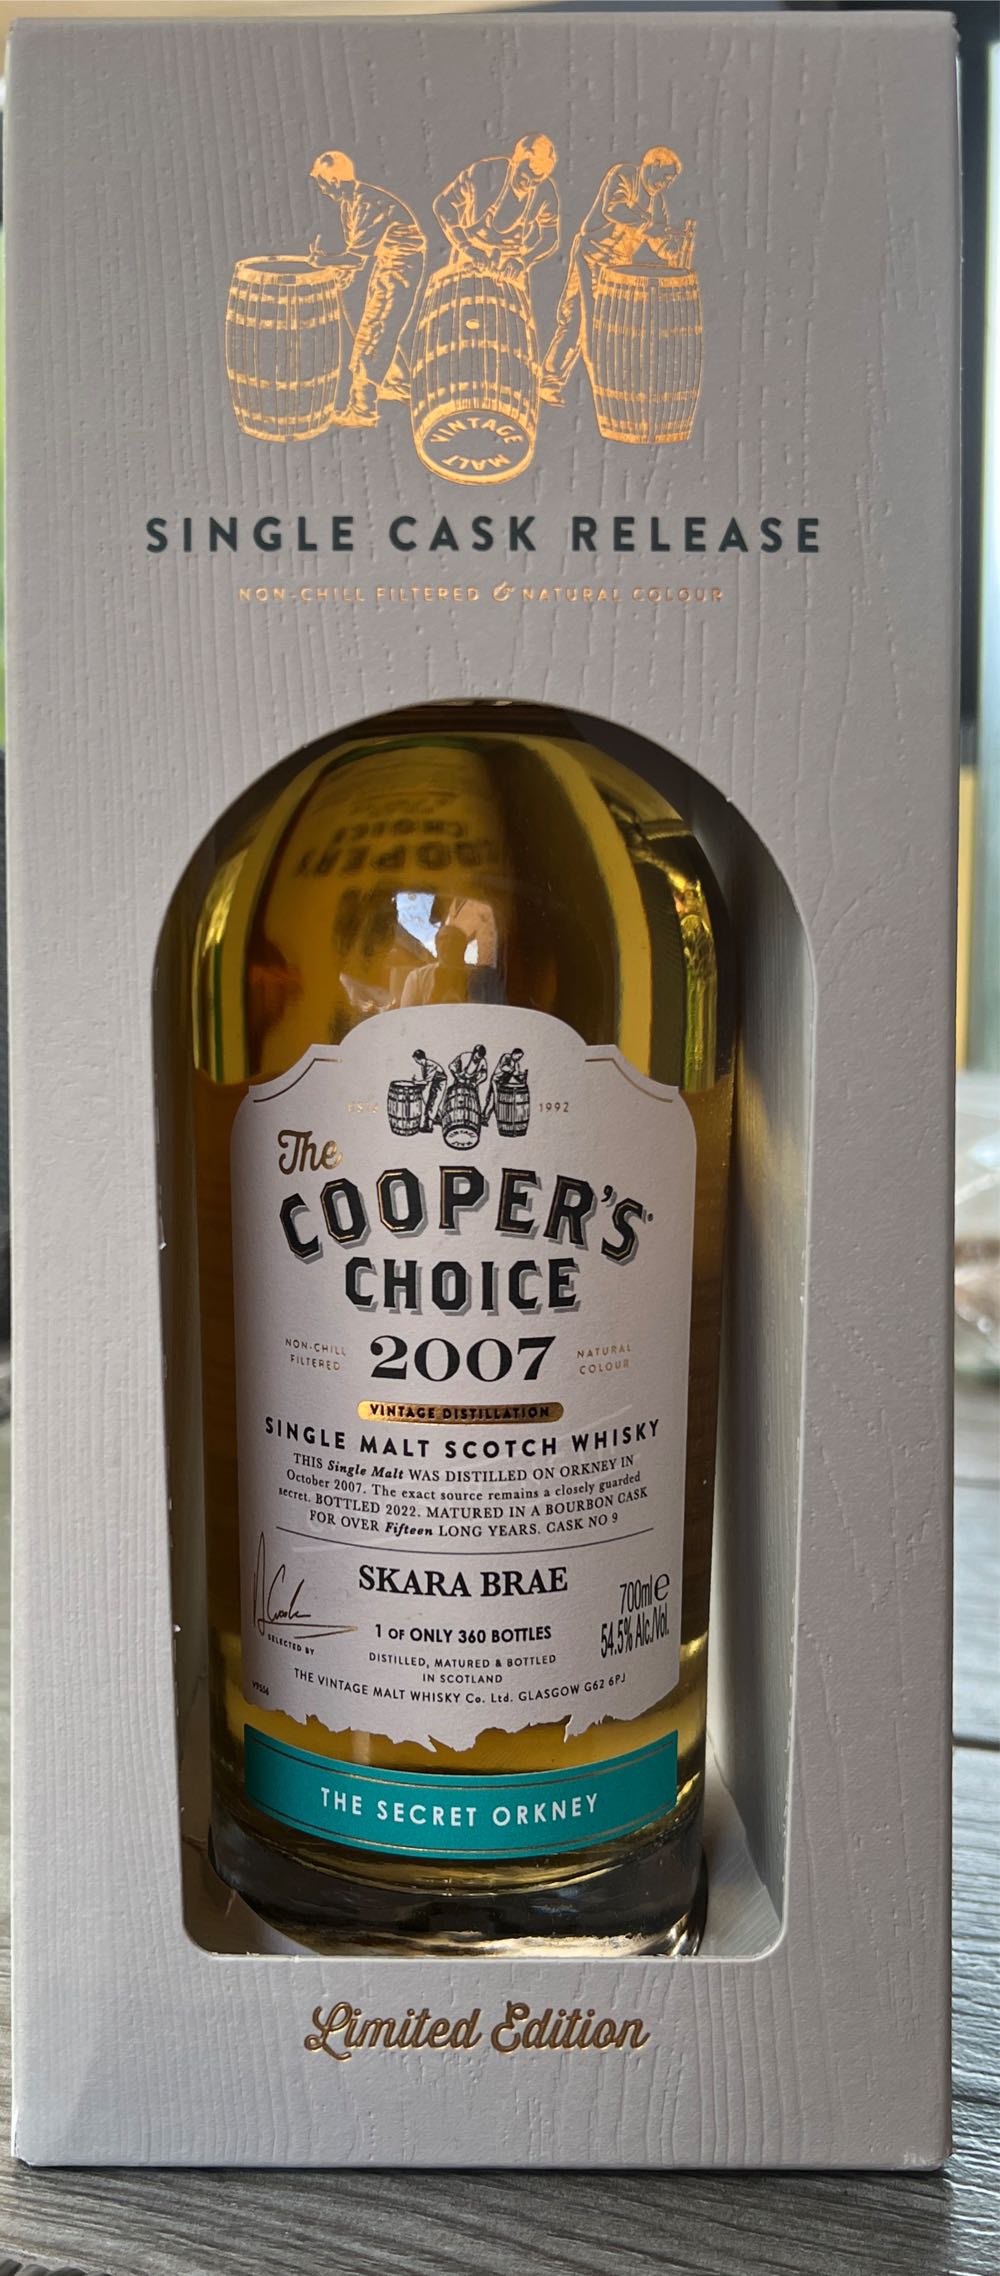 VINTAGE
MALT
SINGLE CASK RELEASE
NON-CHILL FILTERED & NATURAL COLOUR
ESTD 1992
VINTAGE
MALT
The
COOPER'S
CHOICE
NON-CHILL FILTERED
2007
NATURAL COLOUR
VINTAGE DISTILLATION
SINGLE MALT SCOTCH WHISKY
THIS Single Malt WAS DISTILLED ON ORKNEY IN
October 2007. The exact source remains a closely guarded
secret. BOTTLED 2022. MATURED IN A BOURBON CASK
FOR OVER Fifteen LONG YEARS. CASK NO 9
SKARA BRAE
700ml e
54.5% Alc./Vol.
SELECTED BY
1 OF ONLY 360 BOTTLES
DISTILLED, MATURED & BOTTLED
IN SCOTLAND
THE VINTAGE MALT WHISKY Co. Ltd. GLASGOW G62 6PJ
THE SECRET ORKNEY
Limited Edition